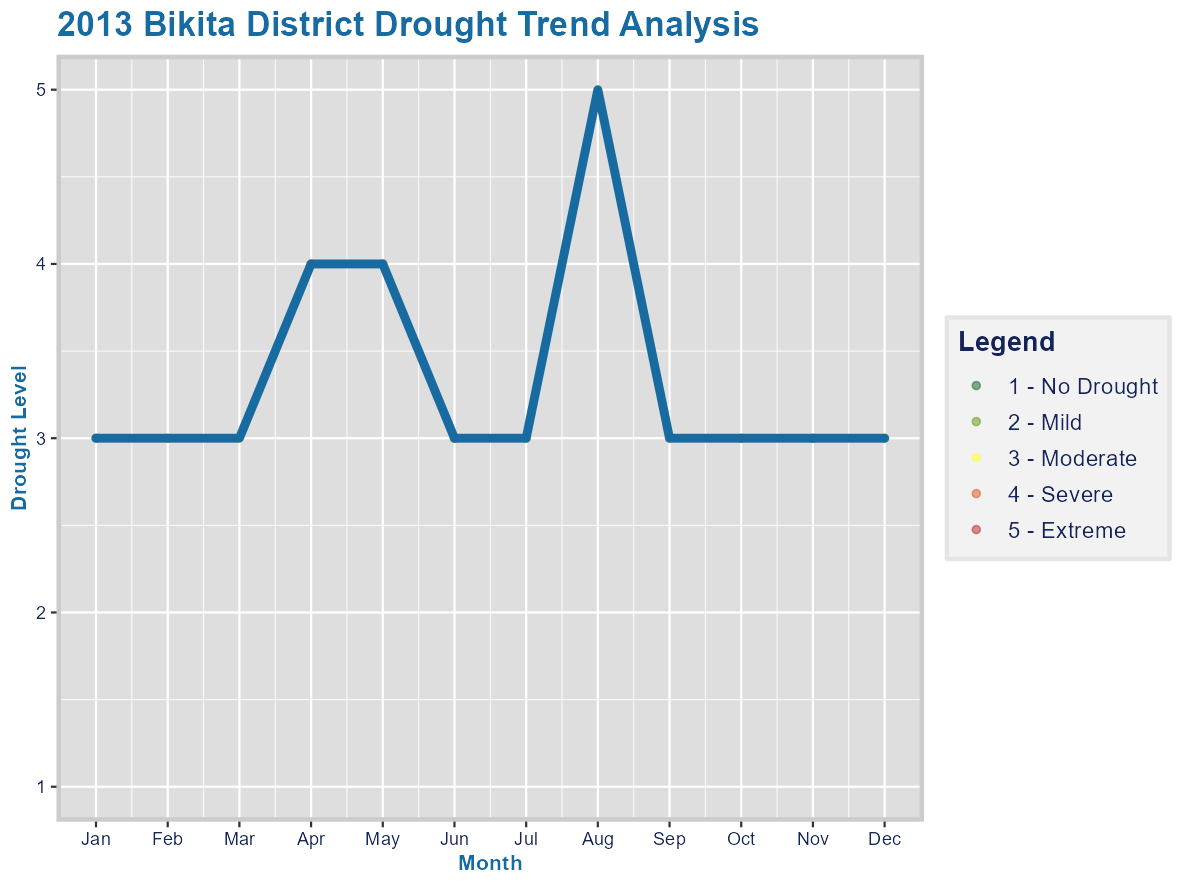 2013 Bikita District Drought Trend Analysis
Drought Level
5
4
3
2
1
Jan Feb Mar Apr May Jun Jul Aug Sep Oct Nov Dec
Month
Legend
1 - No Drought
2 - Mild
3 - Moderate
4 - Severe
5 - Extreme